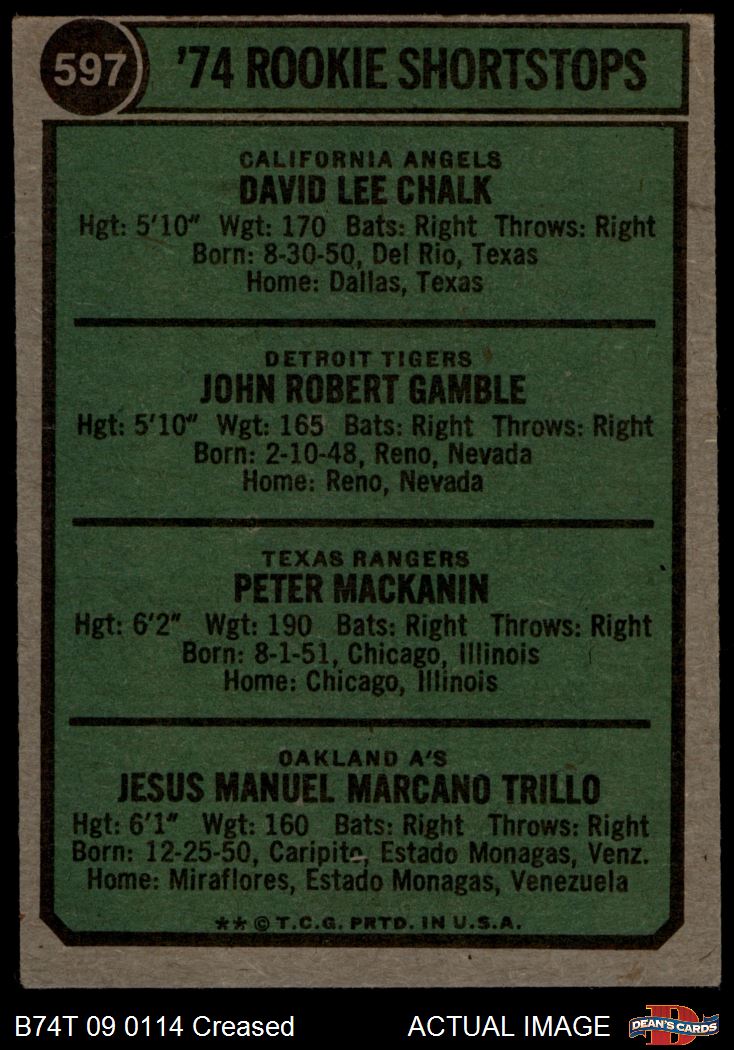 597
'74 ROOKIE SHORTSTOPS
CALIFORNIA ANGELS
DAVID LEE CHALK
Hgt: 5'10" Wgt: 170 Bats: Right Throws: Right
Born: 8-30-50, Del Rio, Texas
Home: Dallas, Texas
DETROIT TIGERS
JOHN ROBERT GAMBLE
Hgt: 5'10" Wgt: 165 Bats: Right Throws: Right
Born: 2-10-48, Reno, Nevada
Home: Reno, Nevada
TEXAS RANGERS
PETER MACKANIN
Hgt: 6'2" Wgt: 190 Bats: Right Throws: Right
Born: 8-1-51, Chicago, Illinois
Home: Chicago, Illinois
OAKLAND A'S
JESUS MANUEL MARCANO TRILLO
Hgt: 6'1" Wgt: 160 Bats: Right Throws: Right
Born: 12-25-50, Caripito, Estado Monagas, Venz.
Home: Miraflores, Estado Monagas, Venezuela
** © T.C.G. PRTD. IN U.S.A.
B74T 09 0114 Creased ACTUAL IMAGE
DEAN'S CARDS